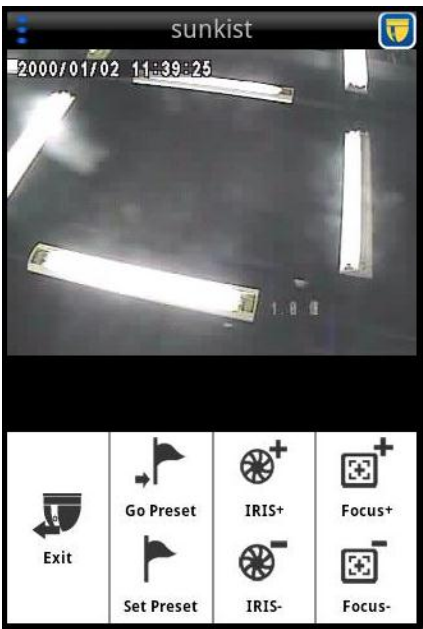 sunkist
2000/01/02 11:39:25
Go Preset
IRIS+
Focus+
Exit
Set Preset
IRIS-
Focus-